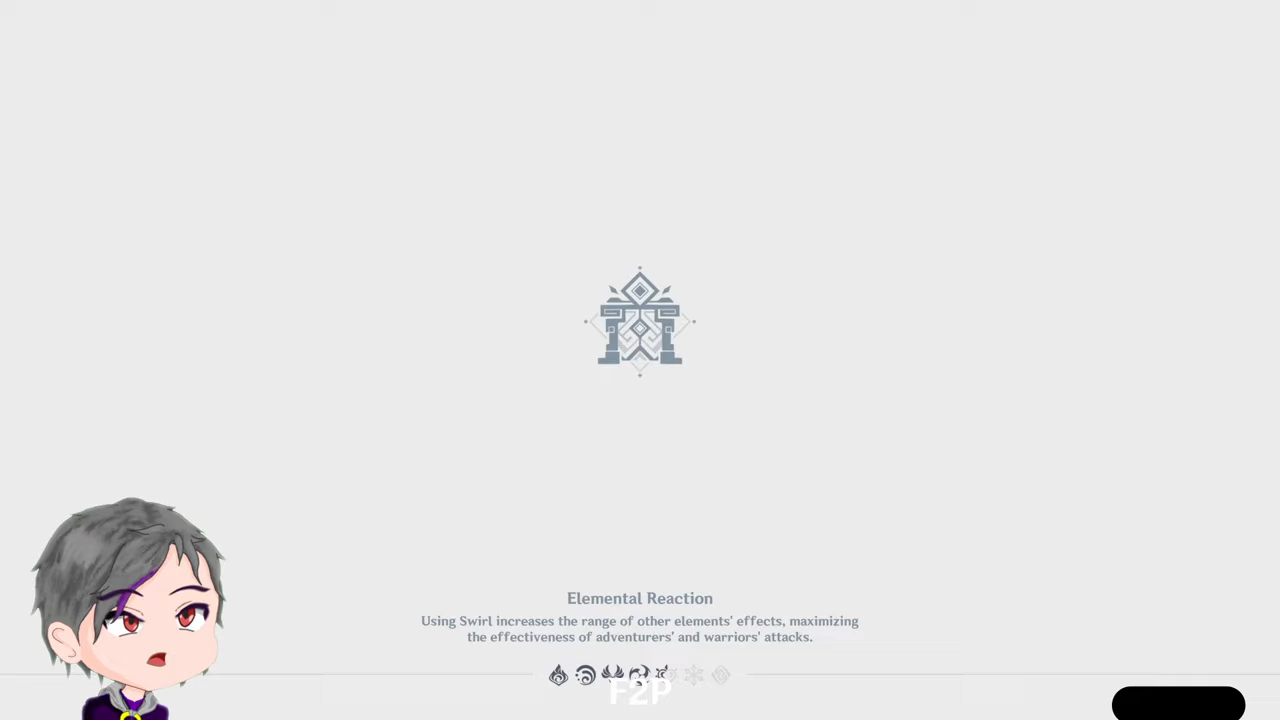 Elemental Reaction
Using Swirl increases the range of other elements' effects, maximizing
the effectiveness of adventurers' and warriors' attacks.
F2P